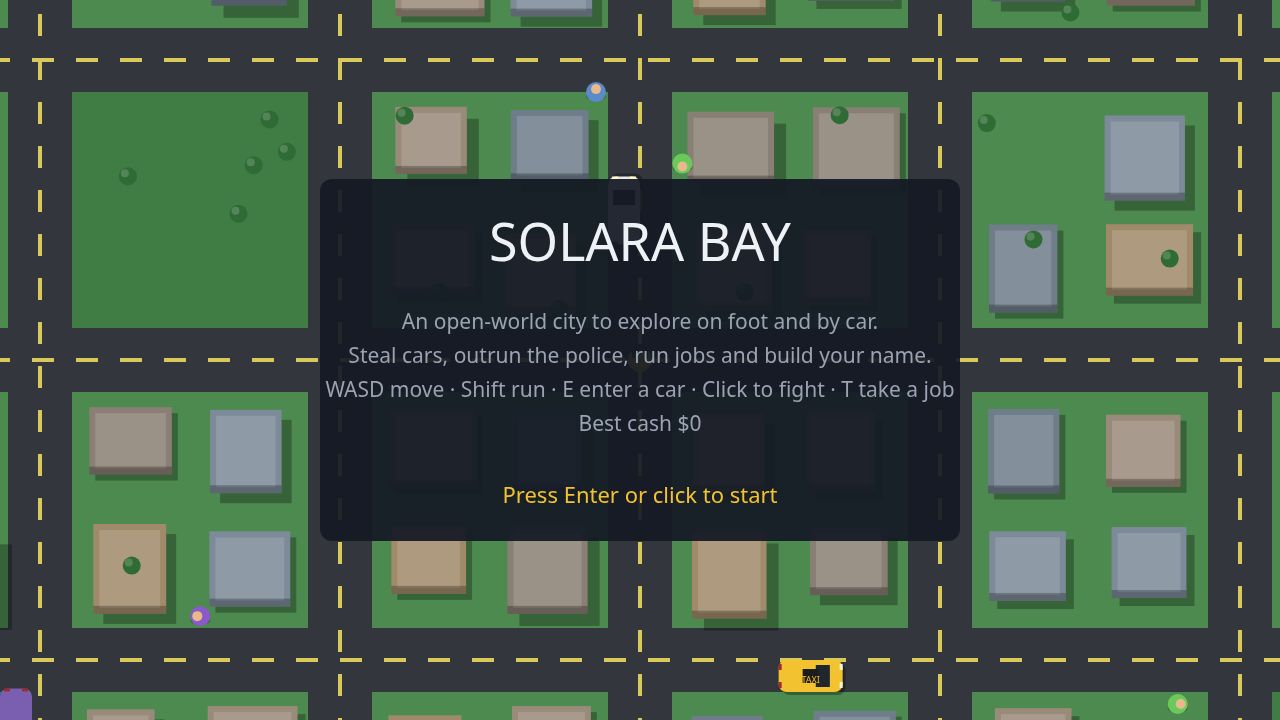 SOLARA BAY
An open-world city to explore on foot and by car.
Steal cars, outrun the police, run jobs and build your name.
WASD move · Shift run · E enter a car · Click to fight · T take a job
Best cash $0
Press Enter or click to start
TAXI